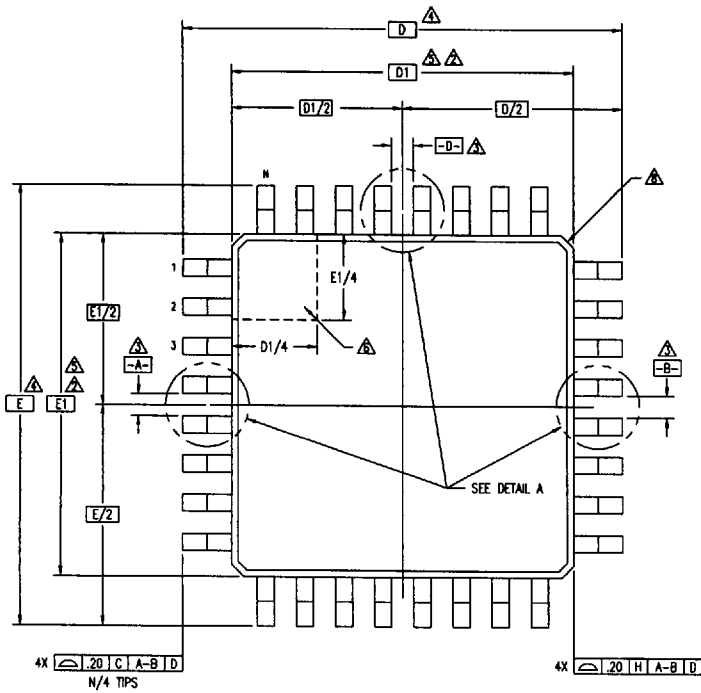 D 4
D1 5 2
D1/2 D/2
-D- 3
N
8
1
E1/4
E1/2
2
D1/4 6
3
3
-A-
3
-B-
E 4
5
2
E1
SEE DETAIL A
E/2
4X ⌓ .20 C A-B D
N/4 TIPS
4X ⌓ .20 H A-B D